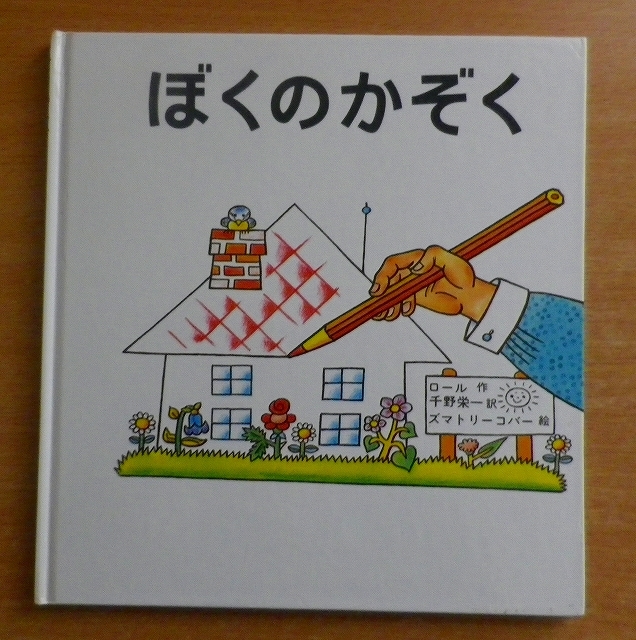 ぼくのかぞく
ロール 作
千野栄一 訳
ズマトリーコバー 絵